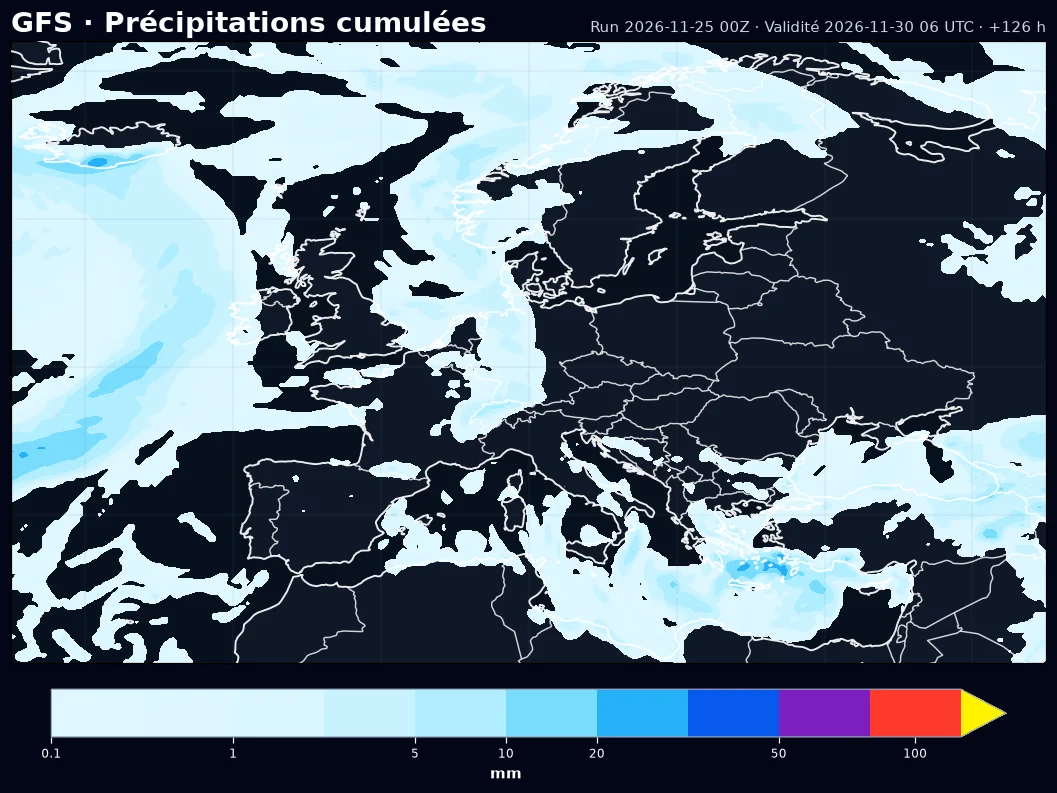 GFS · Précipitations cumulées
Run 2026-11-25 00Z · Validité 2026-11-30 06 UTC · +126 h
0.1 1 5 10 20 50 100
mm